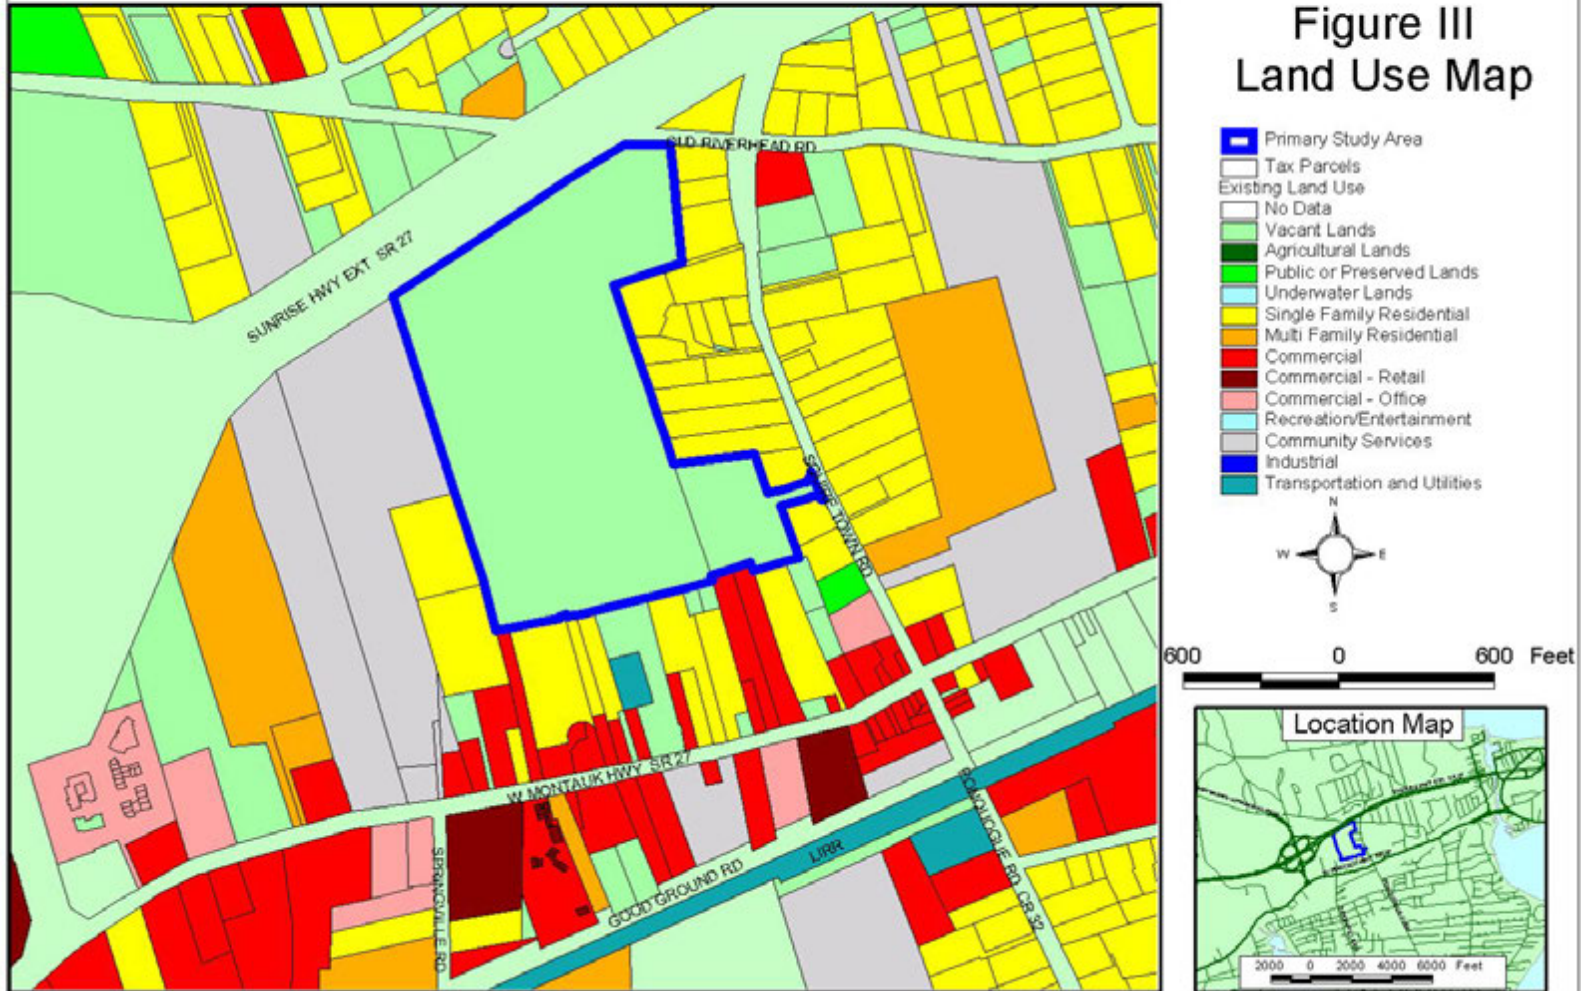 Figure III
Land Use Map
Primary Study Area
Tax Parcels
Existing Land Use
No Data
Vacant Lands
Agricultural Lands
Public or Preserved Lands
Underwater Lands
Single Family Residential
Multi Family Residential
Commercial
Commercial - Retail
Commercial - Office
Recreation/Entertainment
Community Services
Industrial
Transportation and Utilities
N
W
E
S
600 0 600 Feet
Location Map
2000 0 2000 4000 6000 Feet
OLD RIVERHEAD RD
SUNRISE HWY EXT SR 27
SQUIRE TOWN RD
W MONTAUK HWY SR 27
SPRINGVILLE RD
GOOD GROUND RD
LIRR
PONQUOGUE RD CR 32